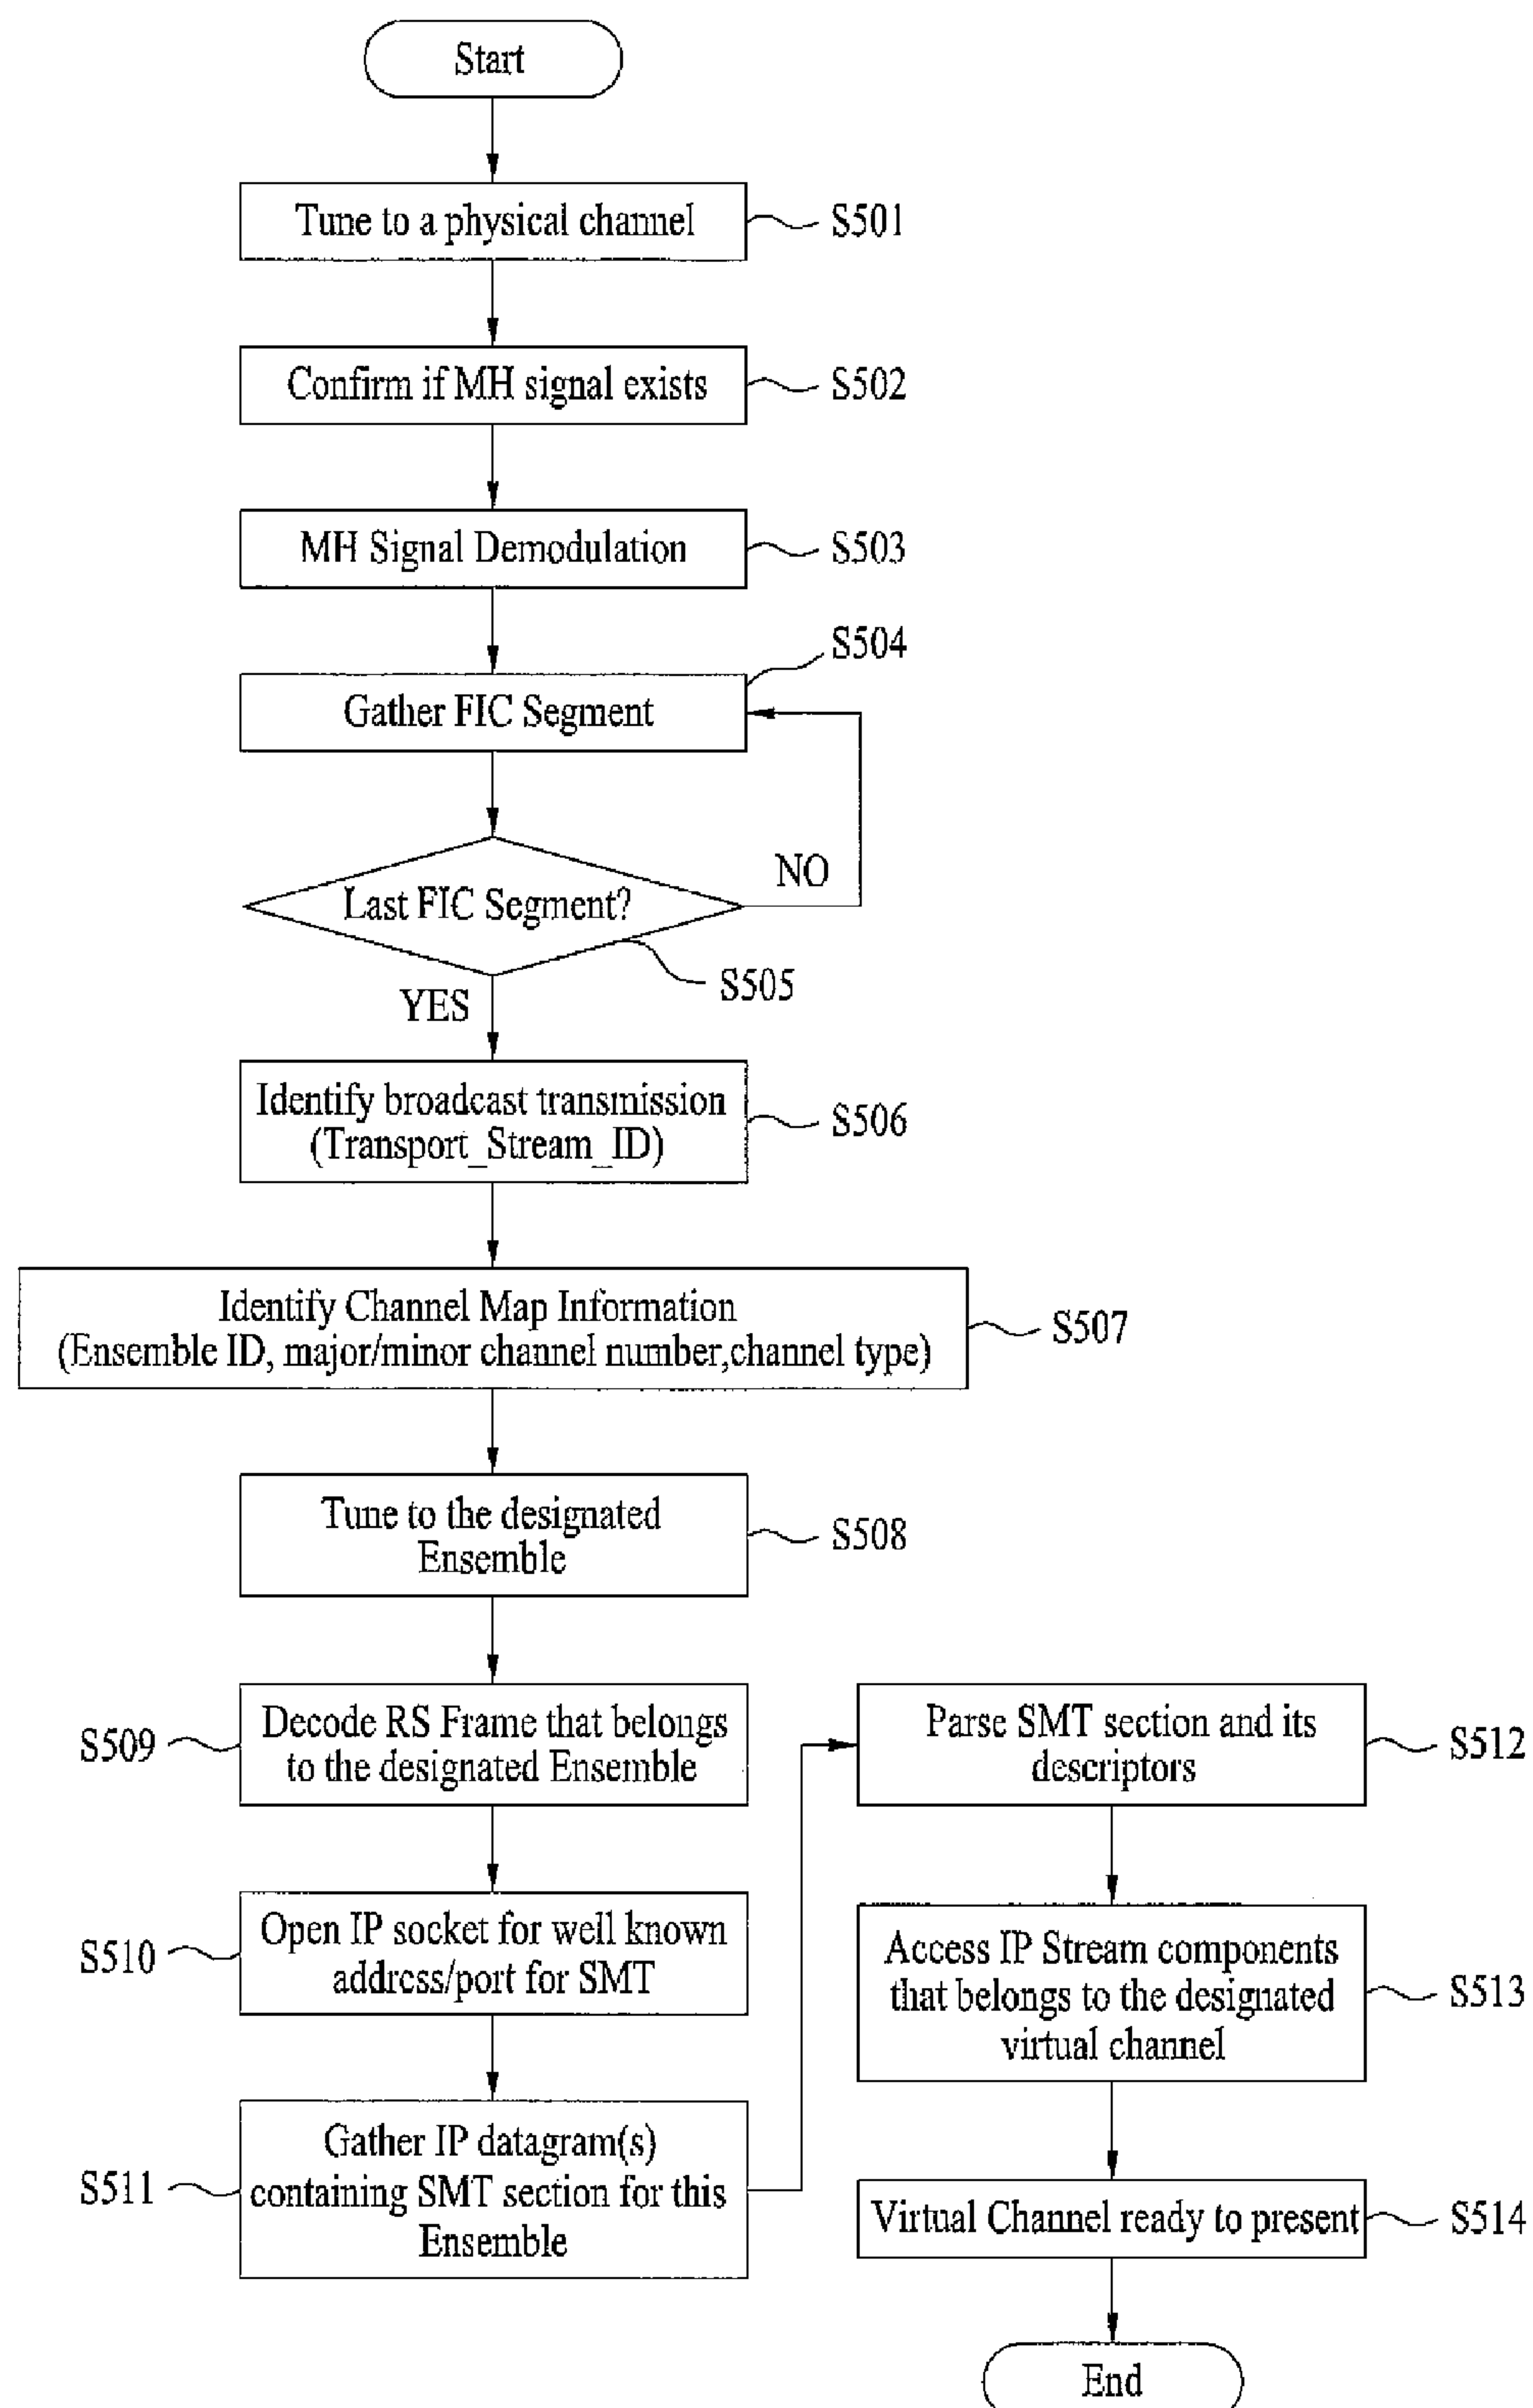 Start
Tune to a physical channel
S501
Confirm if MH signal exists
S502
MH Signal Demodulation
S503
S504
Gather FIC Segment
NO
Last FIC Segment?
S505
YES
Identify broadcast transmission
(Transport_Stream_ID)
S506
Identify Channel Map Information
(Ensemble ID, major/minor channel number,channel type)
S507
Tune to the designated
Ensemble
S508
S509
Decode RS Frame that belongs
to the designated Ensemble
S510
Open IP socket for well known
address/port for SMT
S511
Gather IP datagram(s)
containing SMT section for this
Ensemble
Parse SMT section and its
descriptors
S512
Access IP Stream components
that belongs to the designated
virtual channel
S513
Virtual Channel ready to present
S514
End